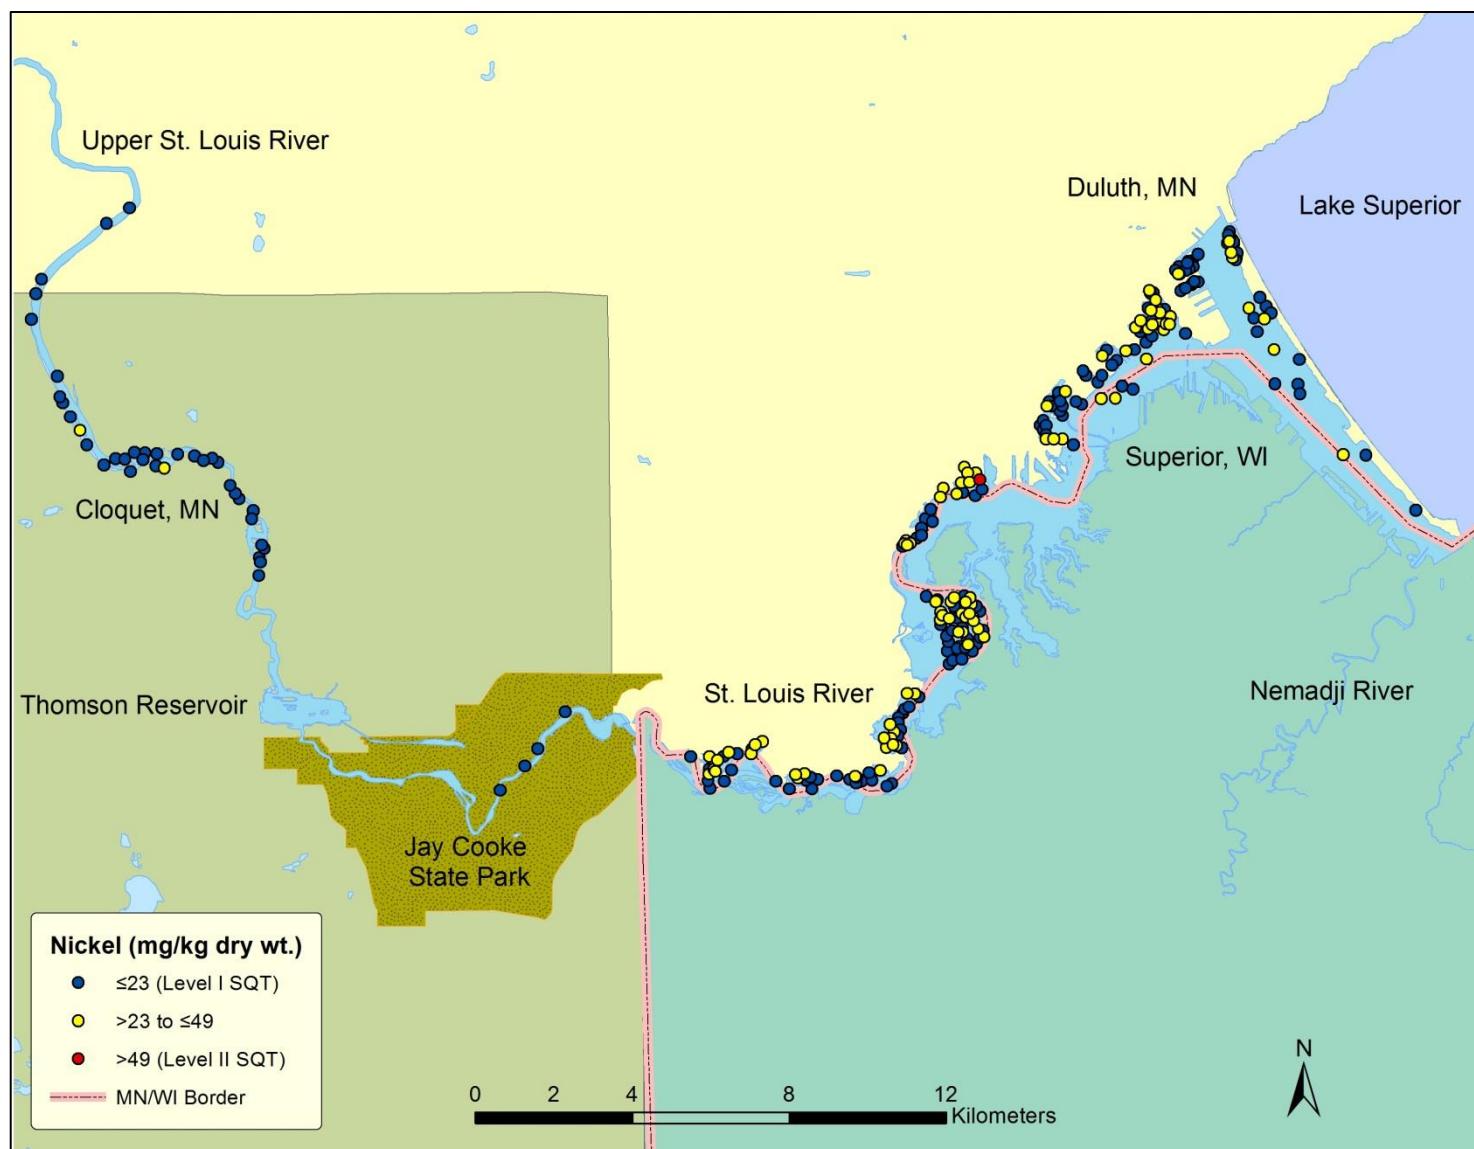 Upper St. Louis River
Duluth, MN
Lake Superior
Superior, WI
Cloquet, MN
Thomson Reservoir
St. Louis River
Nemadji River
Jay Cooke
State Park
Nickel (mg/kg dry wt.)
≤23 (Level I SQT)
>23 to ≤49
>49 (Level II SQT)
MN/WI Border
0 2 4 8 12
Kilometers
N